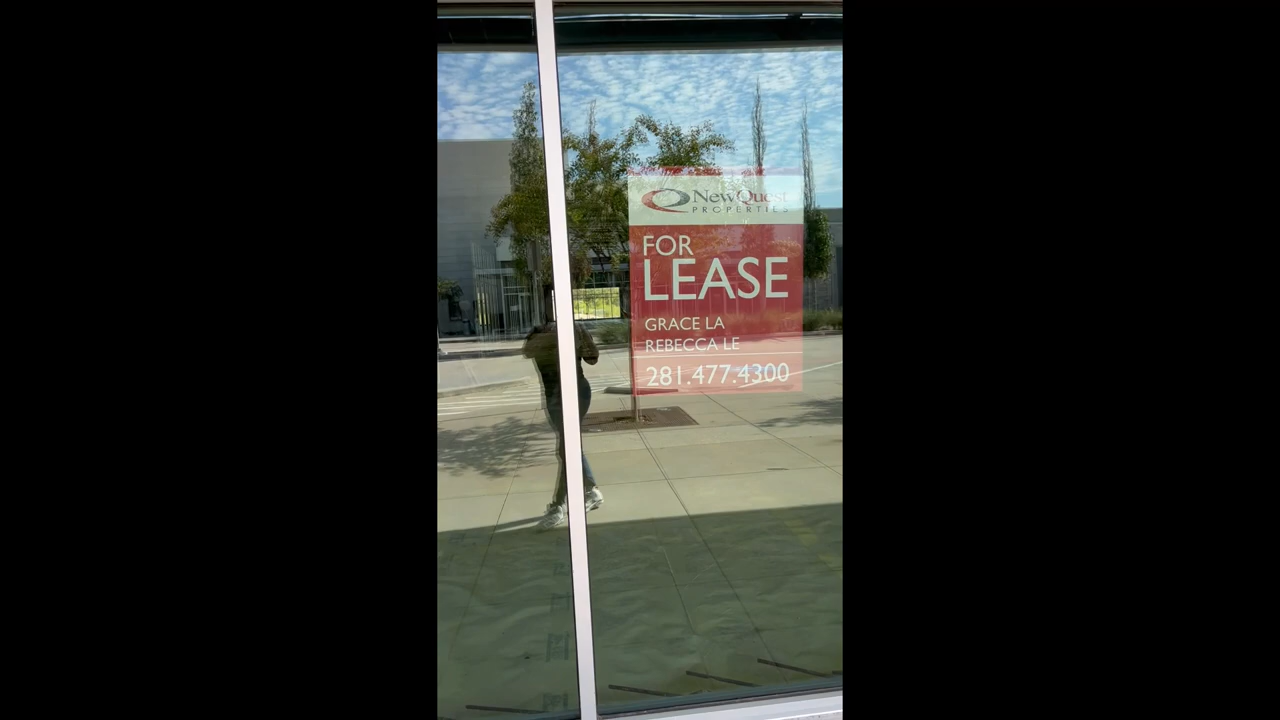 NewQuest
PROPERTIES
FOR
LEASE
GRACE LA
REBECCA LE
281.477.4300